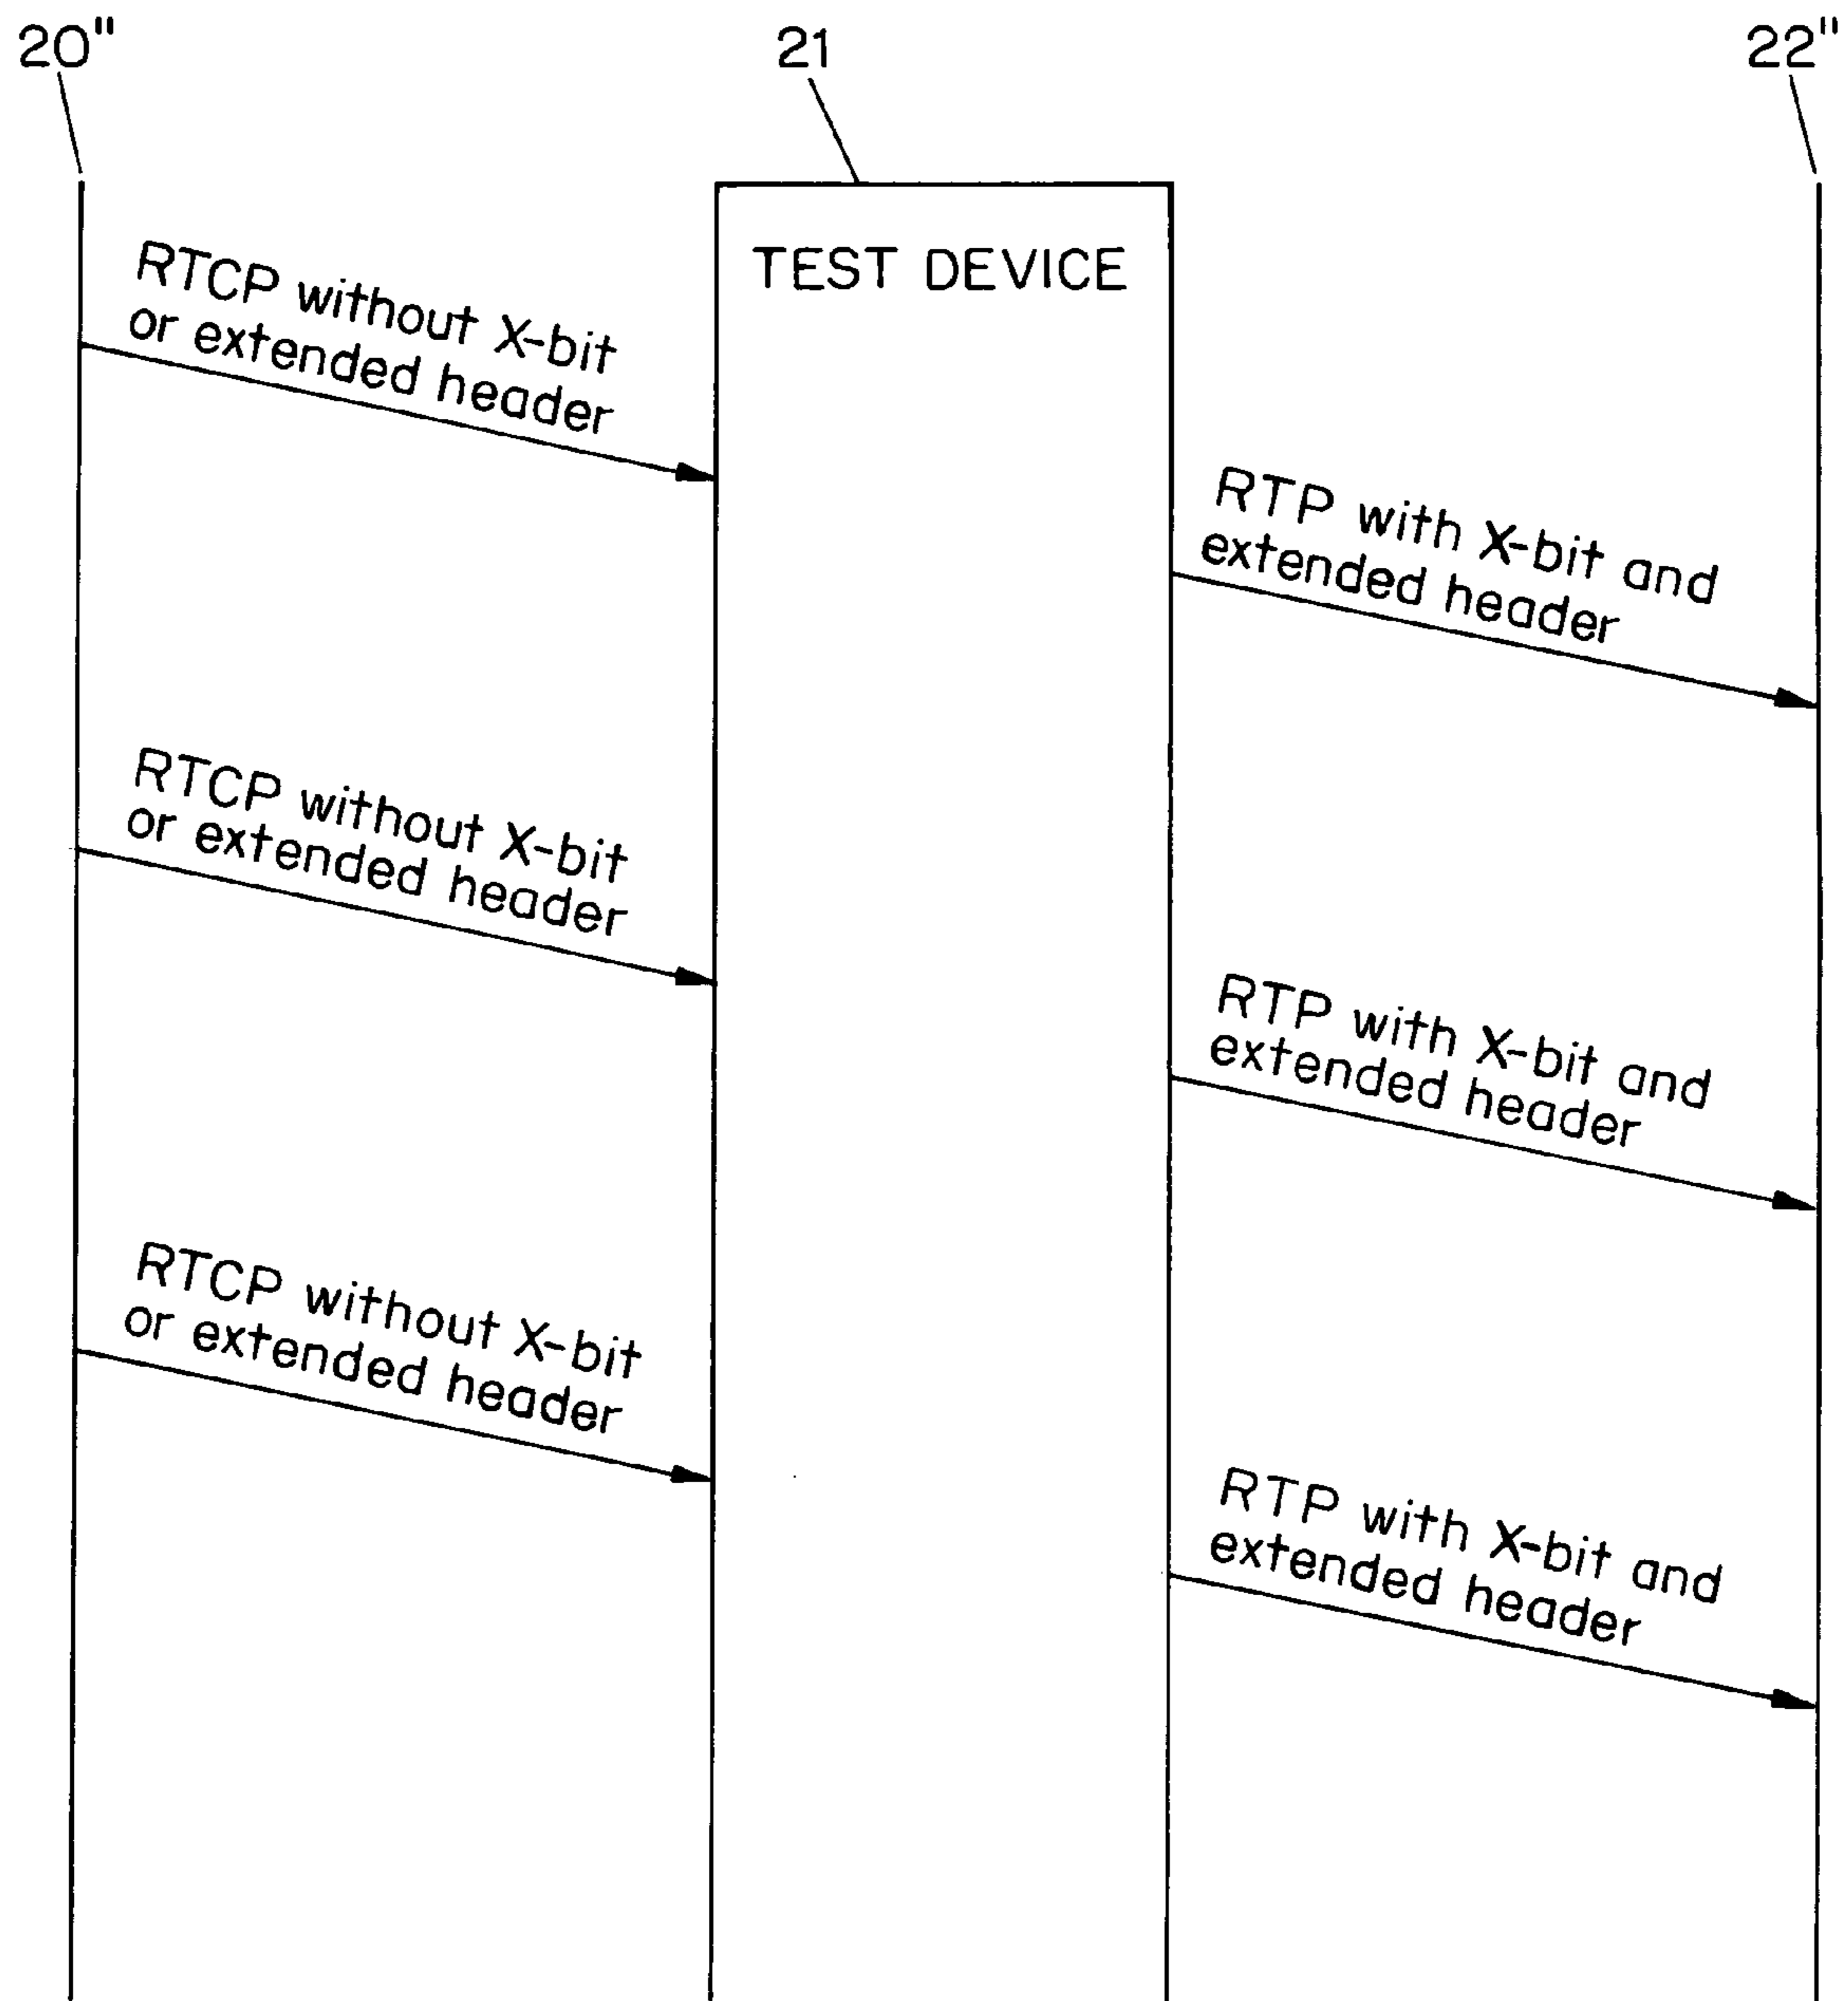 20"
21
22"
TEST DEVICE
RTCP without X-bit
or extended header
RTP with X-bit and
extended header
RTCP without X-bit
or extended header
RTP with X-bit and
extended header
RTCP without X-bit
or extended header
RTP with X-bit and
extended header